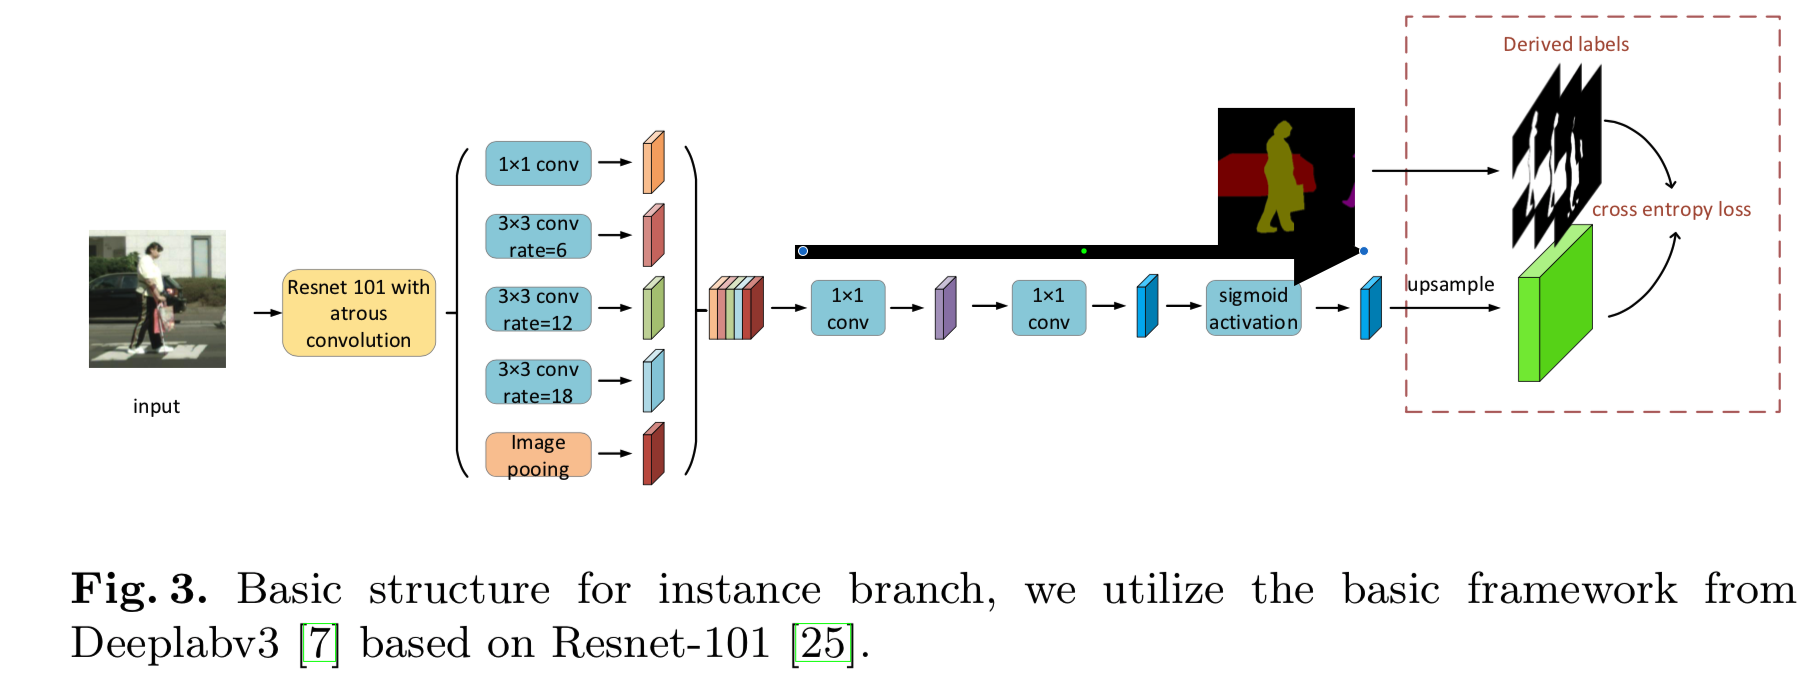 Derived labels
cross entropy loss
1×1 conv
3×3 conv
rate=6
3×3 conv
rate=12
3×3 conv
rate=18
Image
pooing
Resnet 101 with
atrous
convolution
input
1×1
conv
1×1
conv
sigmoid
activation
upsample
Fig. 3. Basic structure for instance branch, we utilize the basic framework from
Deeplabv3 [7] based on Resnet-101 [25].